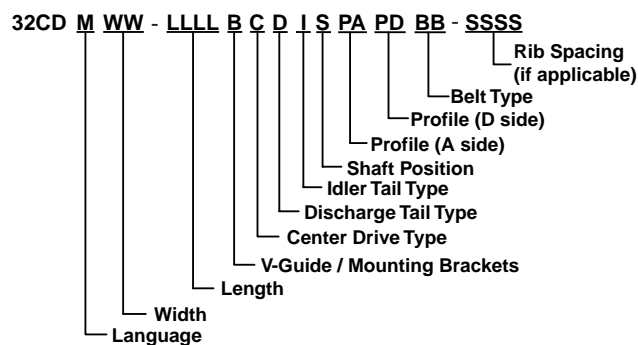 32CD M WW - LLLL B C D I S PA PD BB - SSSS
Rib Spacing
(if applicable)
Belt Type
Profile (D side)
Profile (A side)
Shaft Position
Idler Tail Type
Discharge Tail Type
Center Drive Type
V-Guide / Mounting Brackets
Length
Width
Language